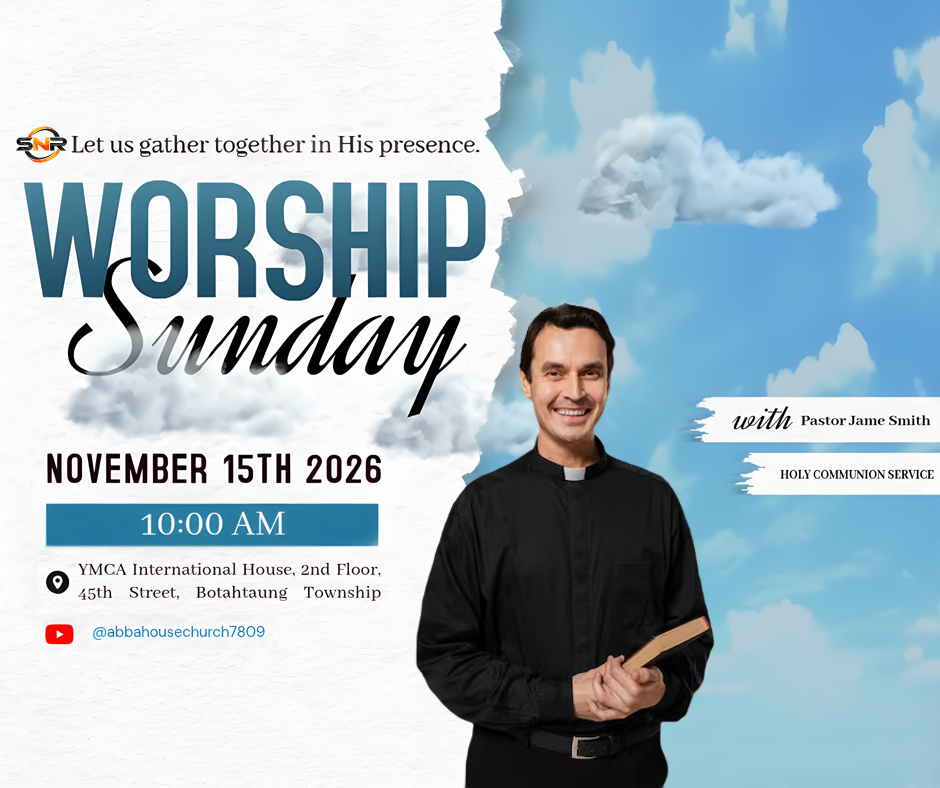 SNR
Let us gather together in His presence.
WORSHIP
Sunday
NOVEMBER 15TH 2026
10:00 AM
YMCA International House, 2nd Floor,
45th Street, Botahtaung Township
@abbahousechurch7809
with Pastor Jame Smith
HOLY COMMUNION SERVICE